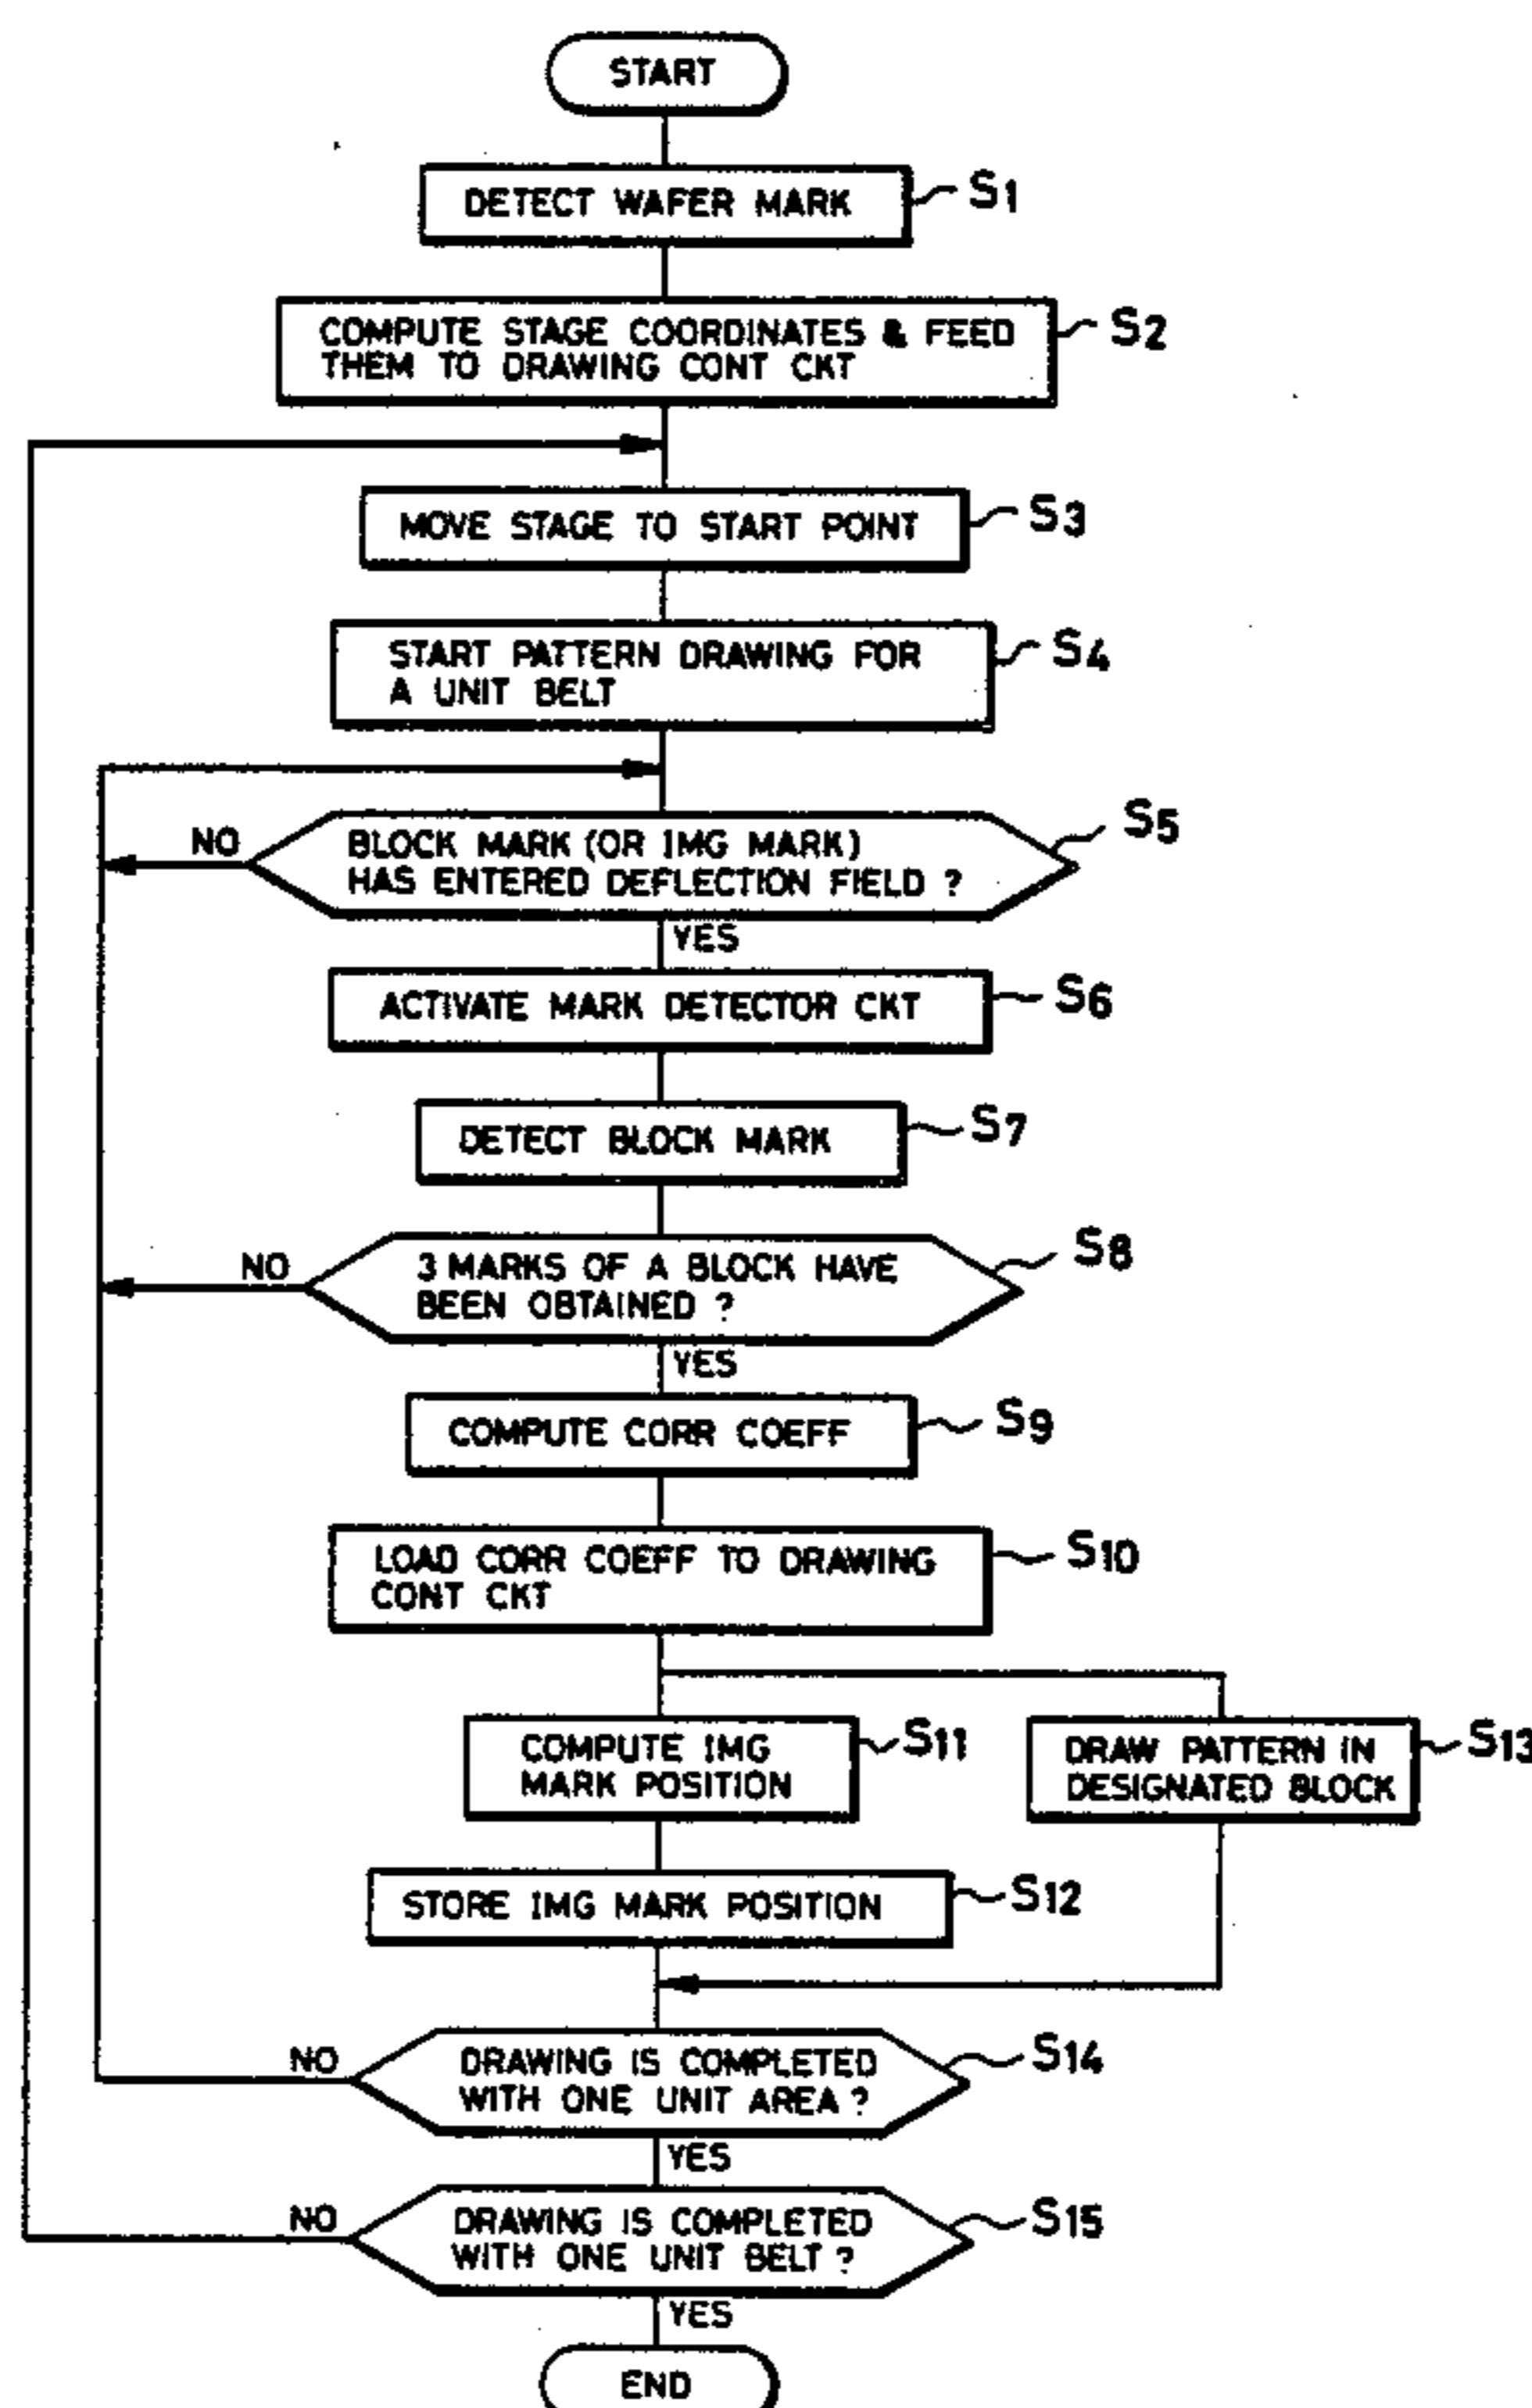 START
DETECT WAFER MARK
S1
COMPUTE STAGE COORDINATES & FEED
THEM TO DRAWING CONT CKT
S2
MOVE STAGE TO START POINT
S3
START PATTERN DRAWING FOR
A UNIT BELT
S4
NO
BLOCK MARK (OR IMG MARK)
HAS ENTERED DEFLECTION FIELD ?
S5
YES
ACTIVATE MARK DETECTOR CKT
S6
DETECT BLOCK MARK
S7
NO
3 MARKS OF A BLOCK HAVE
BEEN OBTAINED ?
S8
YES
COMPUTE CORR COEFF
S9
LOAD CORR COEFF TO DRAWING
CONT CKT
S10
COMPUTE IMG
MARK POSITION
S11
DRAW PATTERN IN
DESIGNATED BLOCK
S13
STORE IMG MARK POSITION
S12
NO
DRAWING IS COMPLETED
WITH ONE UNIT AREA ?
S14
YES
NO
DRAWING IS COMPLETED
WITH ONE UNIT BELT ?
S15
YES
END